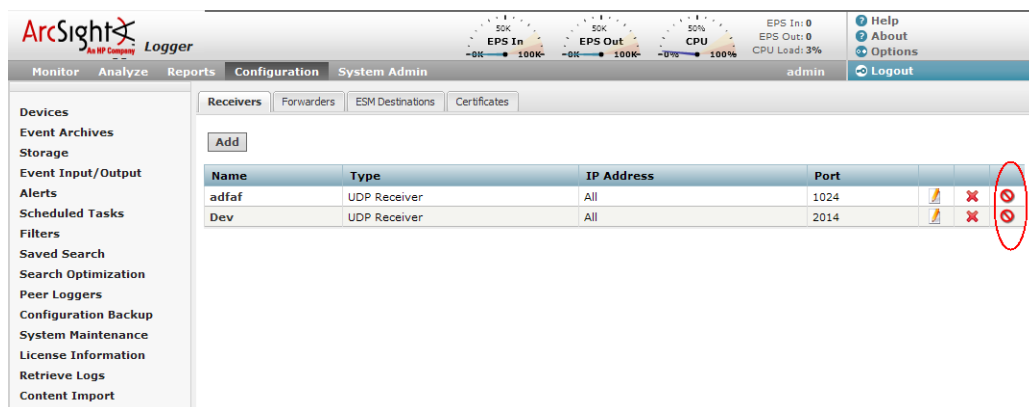 ArcSight
An HP Company
Logger
50K
EPS In
-0K 100K-
50K
EPS Out
-0K 100K-
50%
CPU
-0% 100%
EPS In: 0
EPS Out: 0
CPU Load: 3%
Help
About
Options
Monitor Analyze Reports Configuration System Admin admin Logout
Devices
Event Archives
Storage
Event Input/Output
Alerts
Scheduled Tasks
Filters
Saved Search
Search Optimization
Peer Loggers
Configuration Backup
System Maintenance
License Information
Retrieve Logs
Content Import
Receivers Forwarders ESM Destinations Certificates
Add
Name Type IP Address Port
adfaf UDP Receiver All 1024
Dev UDP Receiver All 2014